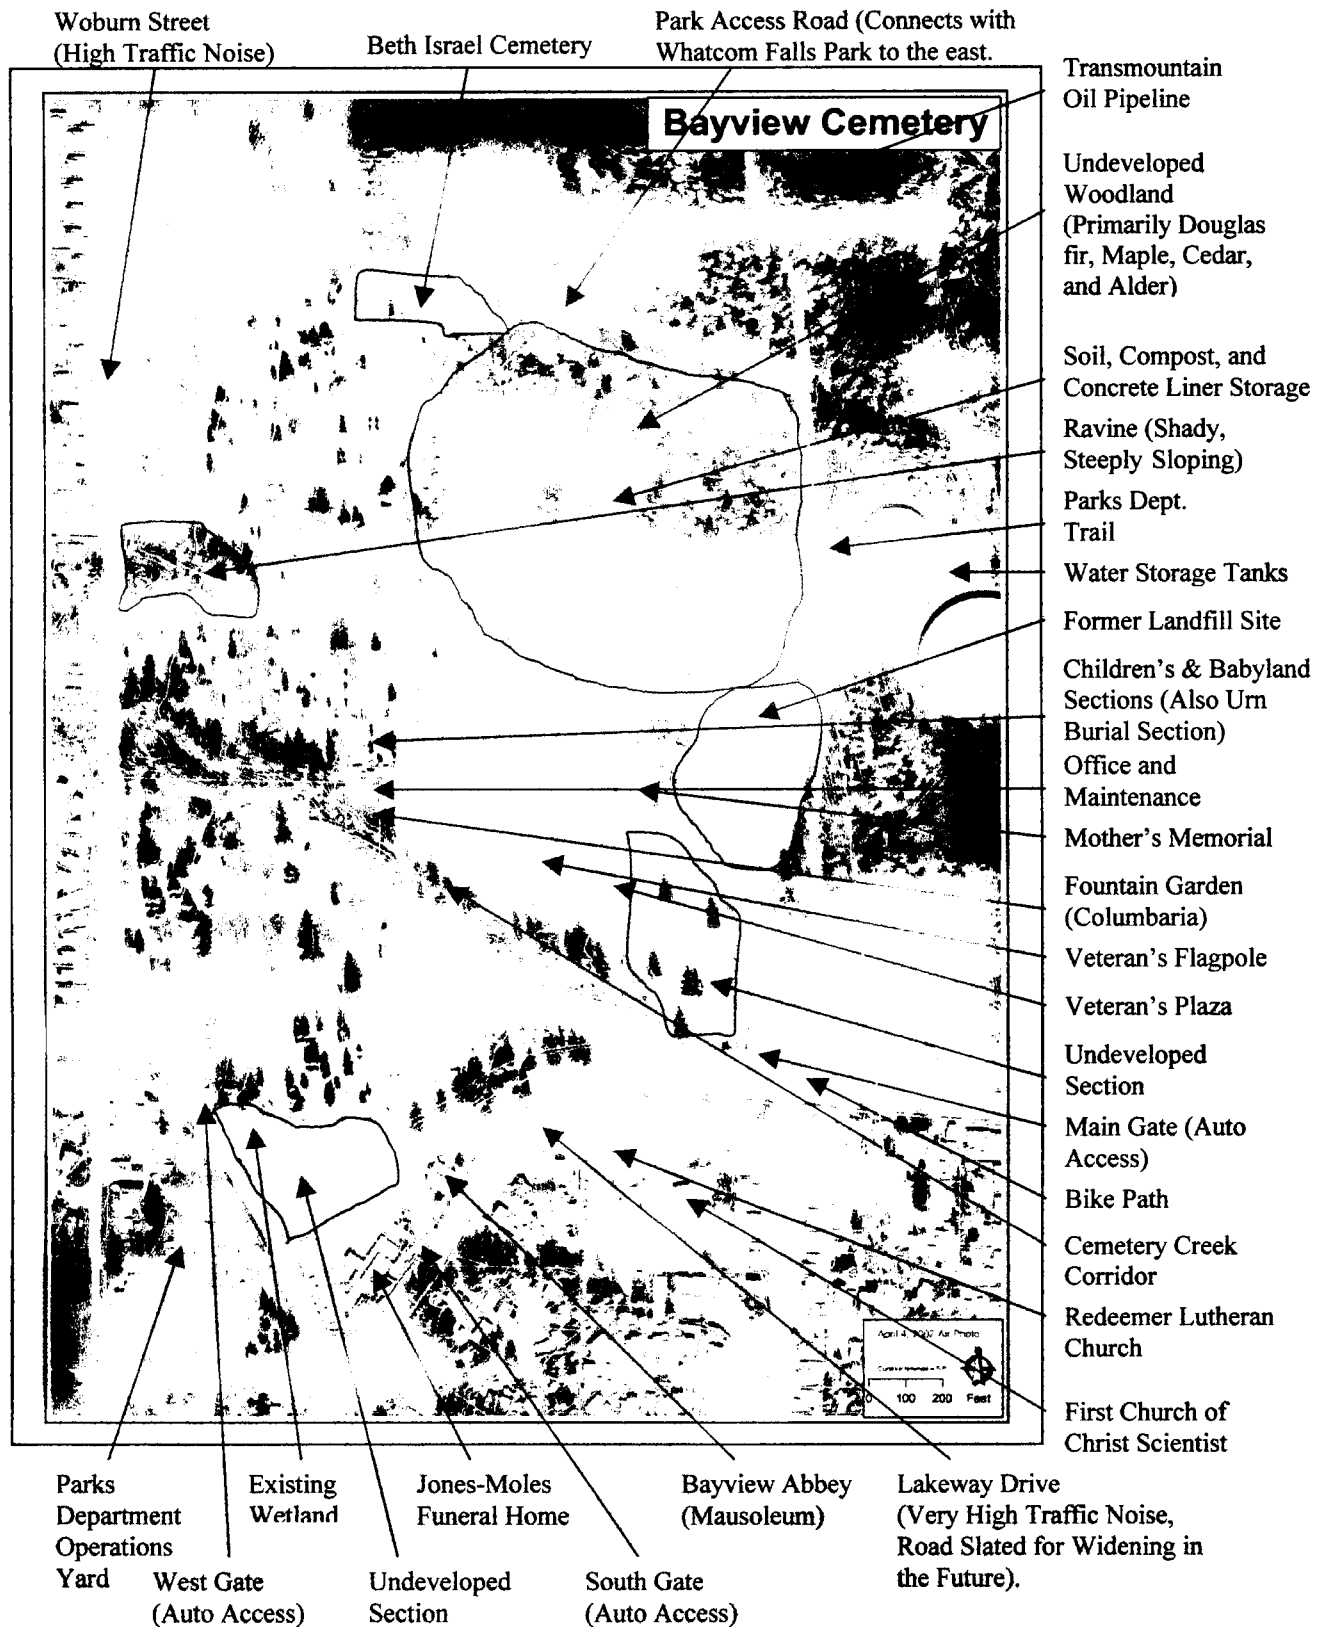 Woburn Street
(High Traffic Noise)
Beth Israel Cemetery
Park Access Road (Connects with
Whatcom Falls Park to the east.
Bayview Cemetery
Transmountain
Oil Pipeline
Undeveloped
Woodland
(Primarily Douglas
fir, Maple, Cedar,
and Alder)
Soil, Compost, and
Concrete Liner Storage
Ravine (Shady,
Steeply Sloping)
Parks Dept.
Trail
Water Storage Tanks
Former Landfill Site
Children's & Babyland
Sections (Also Urn
Burial Section)
Office and
Maintenance
Mother's Memorial
Fountain Garden
(Columbaria)
Veteran's Flagpole
Veteran's Plaza
Undeveloped
Section
Main Gate (Auto
Access)
Bike Path
Cemetery Creek
Corridor
Redeemer Lutheran
Church
First Church of
Christ Scientist
April 4, Air Photo
0 100 200 Feet
Parks
Department
Operations
Yard
West Gate
(Auto Access)
Existing
Wetland
Undeveloped
Section
Jones-Moles
Funeral Home
South Gate
(Auto Access)
Bayview Abbey
(Mausoleum)
Lakeway Drive
(Very High Traffic Noise,
Road Slated for Widening in
the Future).